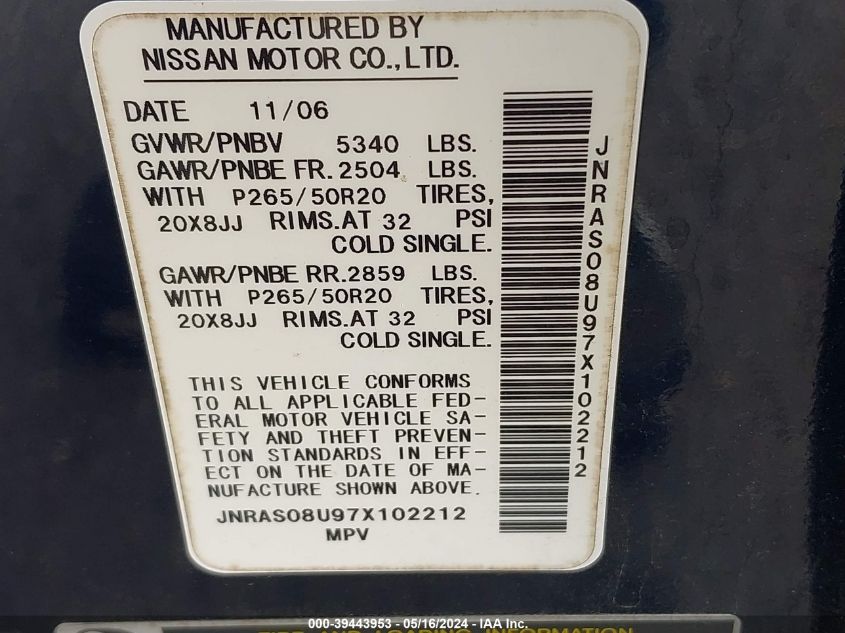 MANUFACTURED BY
NISSAN MOTOR CO.,LTD.
DATE 11/06
GVWR/PNBV 5340 LBS.
GAWR/PNBE FR. 2504 LBS.
WITH P265/50R20 TIRES,
20X8JJ RIMS.AT 32 PSI
COLD SINGLE.
GAWR/PNBE RR.2859 LBS.
WITH P265/50R20 TIRES,
20X8JJ RIMS.AT 32 PSI
COLD SINGLE.
THIS VEHICLE CONFORMS
TO ALL APPLICABLE FED-
ERAL MOTOR VEHICLE SA-
FETY AND THEFT PREVEN-
TION STANDARDS IN EFF-
ECT ON THE DATE OF MA-
NUFACTURE SHOWN ABOVE.
JNRAS08U97X102212
MPV
JNRAS08U97X102212
TIRE AND LOADING INFORMATION
000-39443953 - 05/16/2024 - IAA Inc.